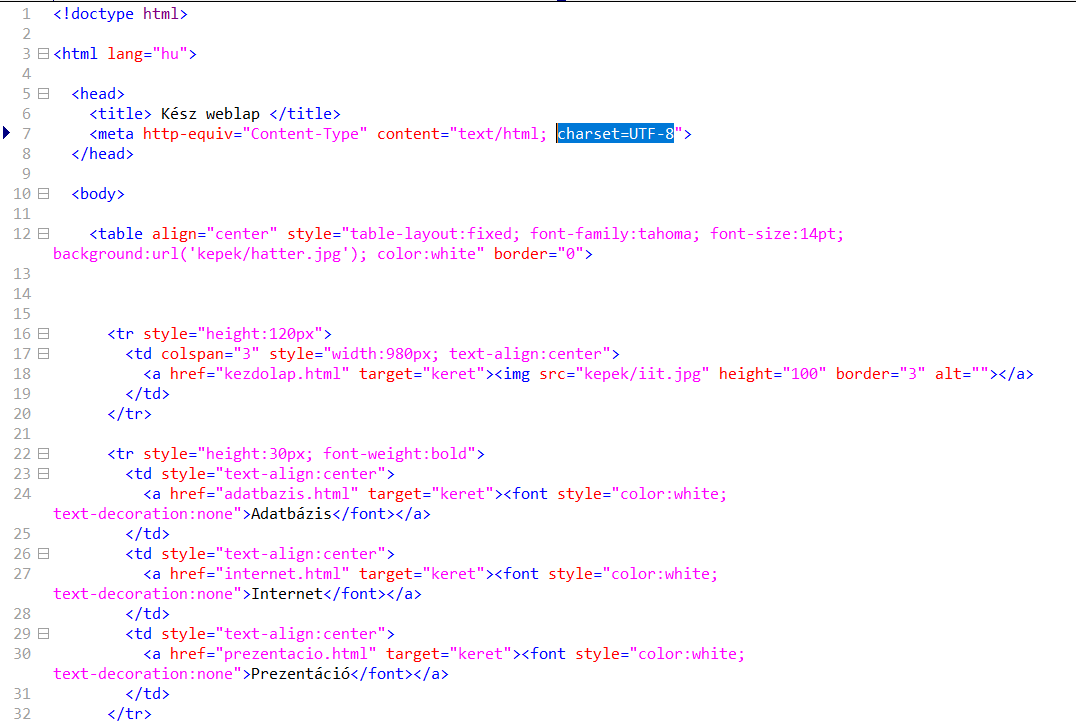 1 <!doctype html>
2
3 <html lang="hu">
4
5 <head>
6 <title> Kész weblap </title>
7 <meta http-equiv="Content-Type" content="text/html; charset=UTF-8">
8 </head>
9
10 <body>
11
12 <table align="center" style="table-layout:fixed; font-family:tahoma; font-size:14pt;
background:url('kepek/hatter.jpg'); color:white" border="0">
13
14
15
16 <tr style="height:120px">
17 <td colspan="3" style="width:980px; text-align:center">
18 <a href="kezdolap.html" target="keret"><img src="kepek/iit.jpg" height="100" border="3" alt=""></a>
19 </td>
20 </tr>
21
22 <tr style="height:30px; font-weight:bold">
23 <td style="text-align:center">
24 <a href="adatbazis.html" target="keret"><font style="color:white;
text-decoration:none">Adatbázis</font></a>
25 </td>
26 <td style="text-align:center">
27 <a href="internet.html" target="keret"><font style="color:white;
text-decoration:none">Internet</font></a>
28 </td>
29 <td style="text-align:center">
30 <a href="prezentacio.html" target="keret"><font style="color:white;
text-decoration:none">Prezentáció</font></a>
31 </td>
32 </tr>